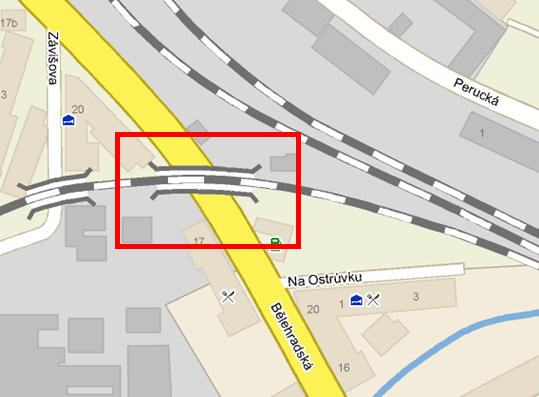 17b
Závišova
3
20
Perucká
1
17
Na Ostrůvku
20
1
3
Bělehradská
16